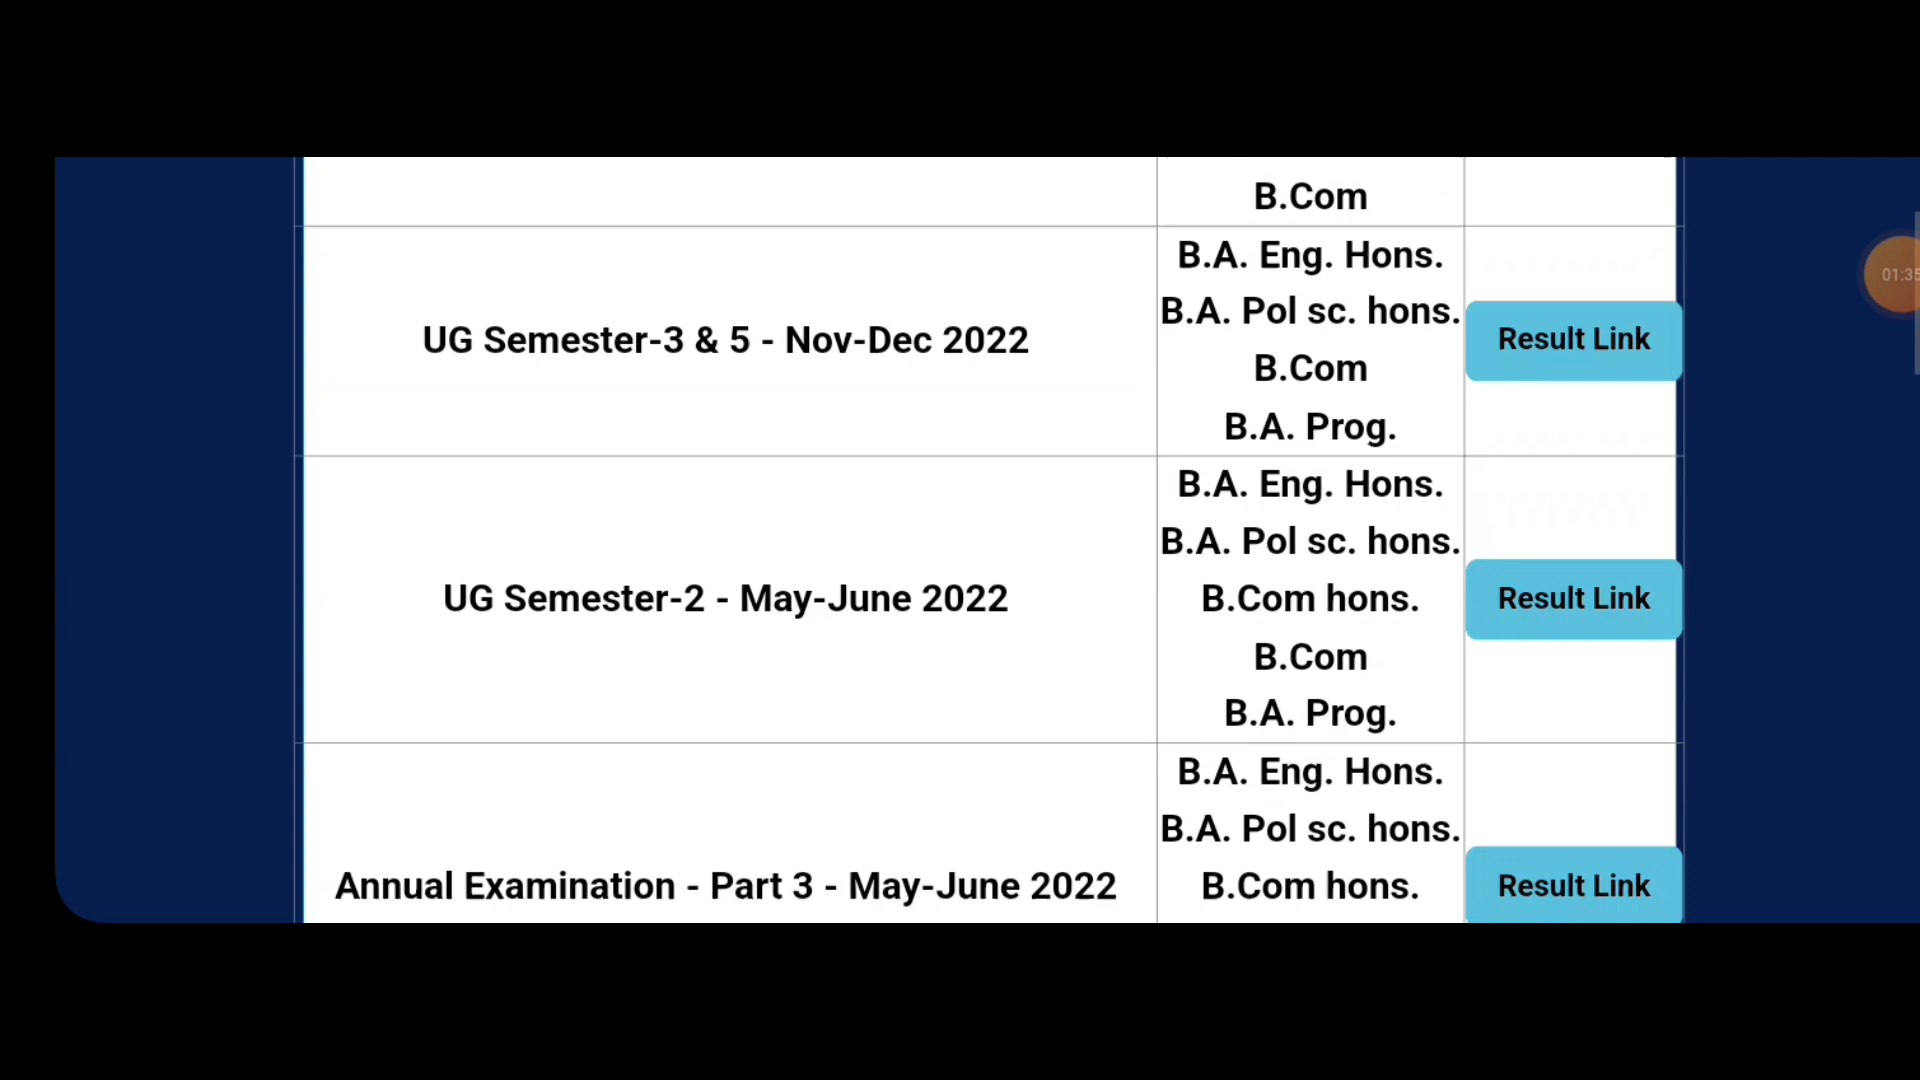 B.Com
B.A. Eng. Hons.
B.A. Pol sc. hons.
UG Semester-3 & 5 - Nov-Dec 2022
Result Link
B.Com
B.A. Prog.
B.A. Eng. Hons.
B.A. Pol sc. hons.
UG Semester-2 - May-June 2022
B.Com hons.
Result Link
B.Com
B.A. Prog.
B.A. Eng. Hons.
B.A. Pol sc. hons.
Annual Examination - Part 3 - May-June 2022
B.Com hons.
Result Link
01:35